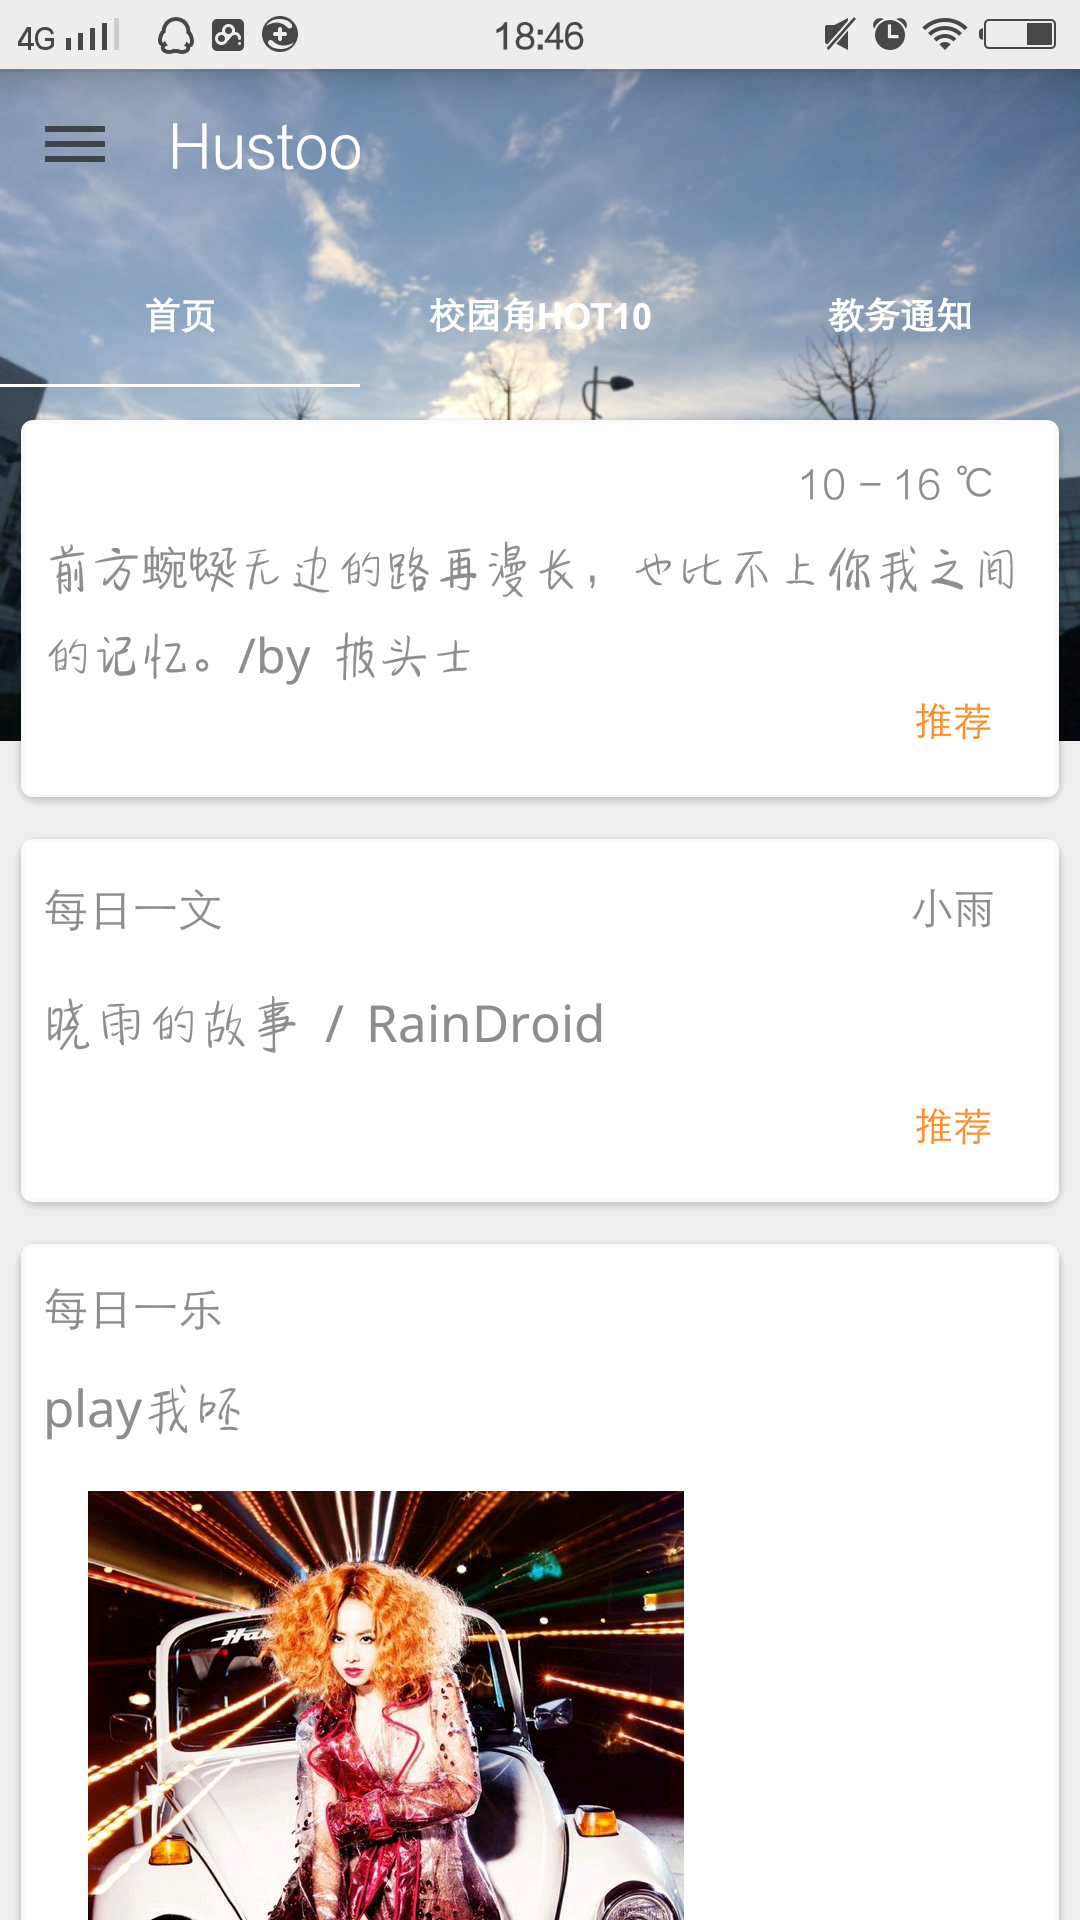 4G 18:46
Hustoo
首页 校园角HOT10 教务通知
10 - 16 ℃
前方蜿蜒无边的路再漫长，也比不上你我之间
的记忆。/by 披头士
推荐
每日一文 小雨
晓雨的故事 / RainDroid
推荐
每日一乐
play我呸